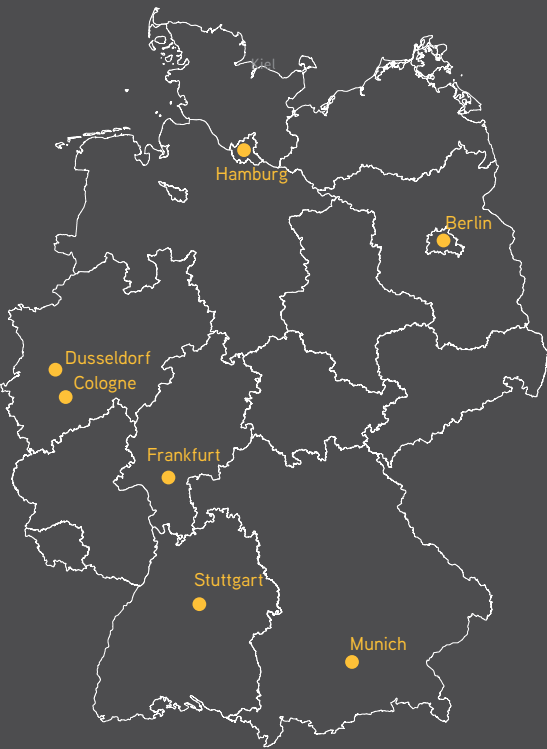 Kiel
Hamburg
Berlin
Dusseldorf
Cologne
Frankfurt
Stuttgart
Munich